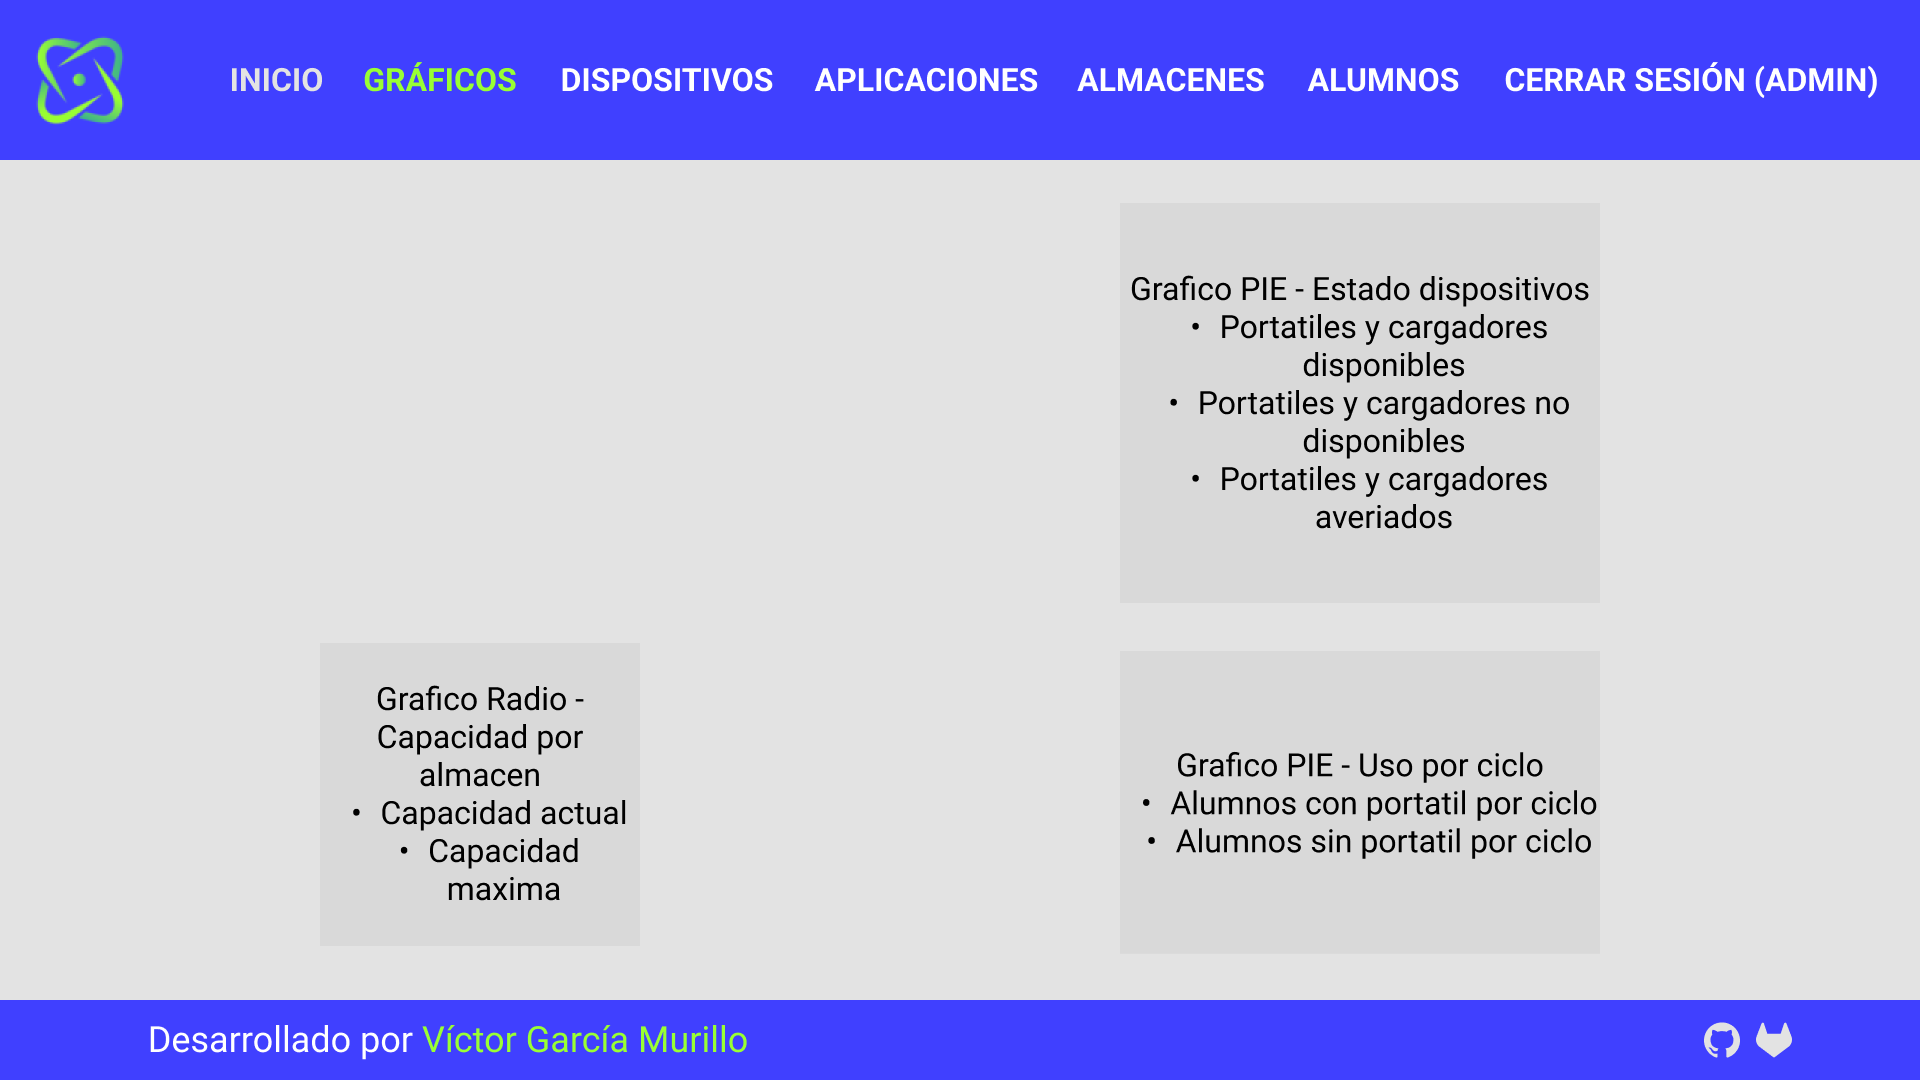 INICIO GRÁFICOS DISPOSITIVOS APLICACIONES ALMACENES ALUMNOS CERRAR SESIÓN (ADMIN)
Grafico PIE - Estado dispositivos
• Portatiles y cargadores
disponibles
• Portatiles y cargadores no
disponibles
• Portatiles y cargadores
averiados
Grafico Radio -
Capacidad por
almacen
• Capacidad actual
• Capacidad
maxima
Grafico PIE - Uso por ciclo
• Alumnos con portatil por ciclo
• Alumnos sin portatil por ciclo
Desarrollado por Víctor García Murillo